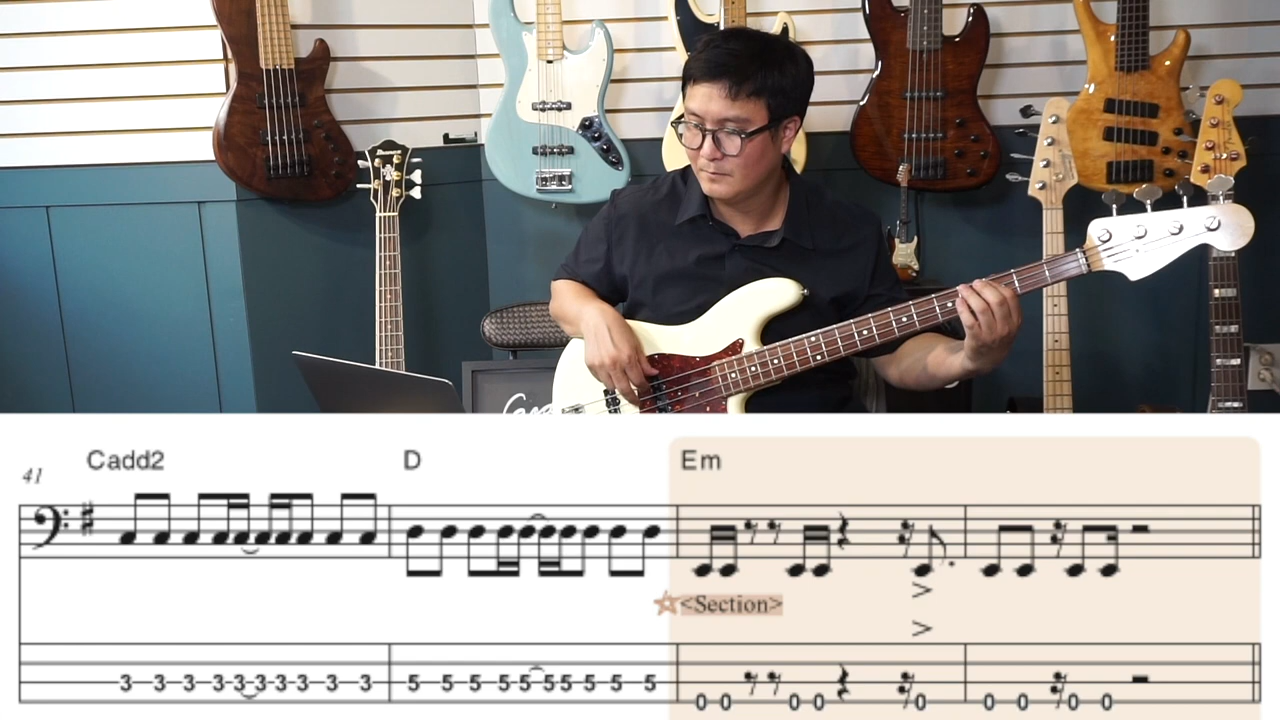 Ibanez
41
Cadd2
D
Em
<Section>
3 3 3 3 3 3 3 3 3 3
5 5 5 5 5 5 5 5 5 5
0 0 0 0 0
0 0 0 0